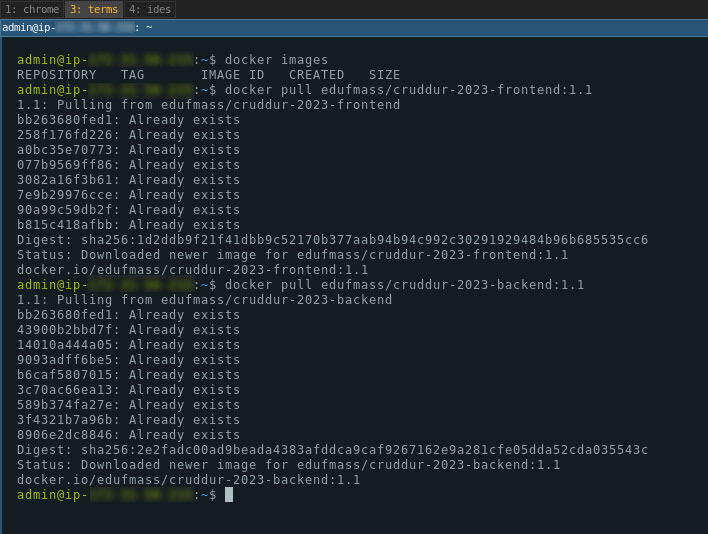 1: chrome 3: terms 4: ides
admin@ip- : ~
admin@ip- :~$ docker images
REPOSITORY TAG IMAGE ID CREATED SIZE
admin@ip- :~$ docker pull edufmass/cruddur-2023-frontend:1.1
1.1: Pulling from edufmass/cruddur-2023-frontend
bb263680fed1: Already exists
258f176fd226: Already exists
a0bc35e70773: Already exists
077b9569ff86: Already exists
3082a16f3b61: Already exists
7e9b29976cce: Already exists
90a99c59db2f: Already exists
b815c418afbb: Already exists
Digest: sha256:1d2ddb9f21f41dbb9c52170b377aab94b94c992c30291929484b96b685535cc6
Status: Downloaded newer image for edufmass/cruddur-2023-frontend:1.1
docker.io/edufmass/cruddur-2023-frontend:1.1
admin@ip- :~$ docker pull edufmass/cruddur-2023-backend:1.1
1.1: Pulling from edufmass/cruddur-2023-backend
bb263680fed1: Already exists
43900b2bbd7f: Already exists
14010a444a05: Already exists
9093adff6be5: Already exists
b6caf5807015: Already exists
3c70ac66ea13: Already exists
589b374fa27e: Already exists
3f4321b7a96b: Already exists
8906e2dc8846: Already exists
Digest: sha256:2e2fadc00ad9beada4383afddca9caf9267162e9a281cfe05dda52cda035543c
Status: Downloaded newer image for edufmass/cruddur-2023-backend:1.1
docker.io/edufmass/cruddur-2023-backend:1.1
admin@ip- :~$